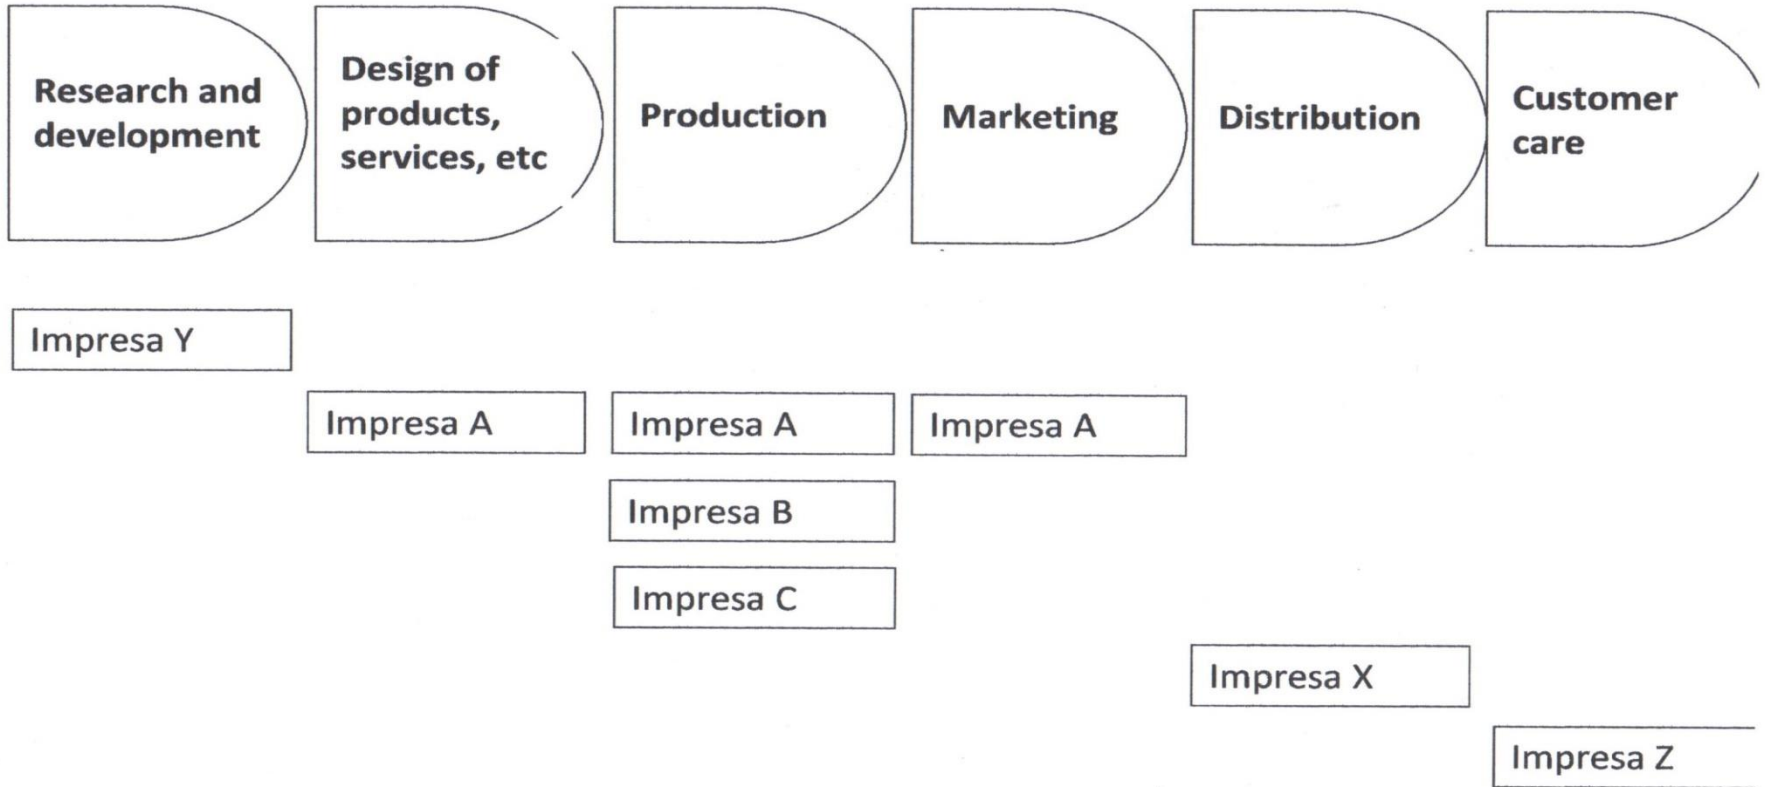 Research and
development
Design of
products,
services, etc
Production
Marketing
Distribution
Customer
care
Impresa Y
Impresa A
Impresa A
Impresa A
Impresa B
Impresa C
Impresa X
Impresa Z